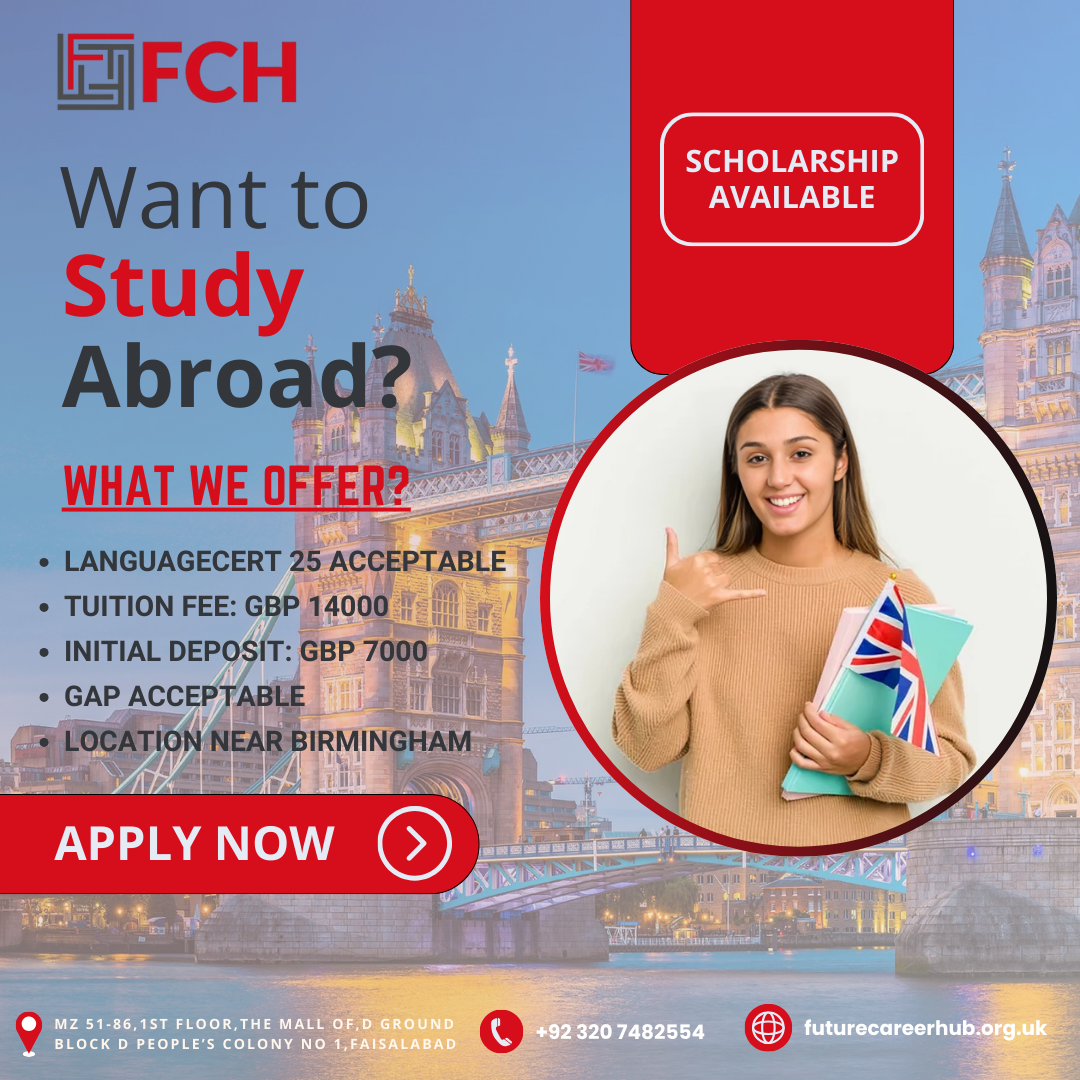 FCH
Want to
Study
Abroad?
WHAT WE OFFER?
• LANGUAGECERT 25 ACCEPTABLE
• TUITION FEE: GBP 14000
• INITIAL DEPOSIT: GBP 7000
• GAP ACCEPTABLE
• LOCATION NEAR BIRMINGHAM
APPLY NOW
SCHOLARSHIP
AVAILABLE
MZ 51-86,1ST FLOOR,THE MALL OF,D GROUND
BLOCK D PEOPLE'S COLONY NO 1,FAISALABAD
+92 320 7482554
futurecareerhub.org.uk